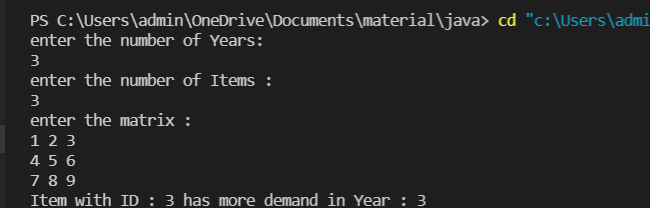 PS C:\Users\admin\OneDrive\Documents\material\java> cd "c:\Users\admi
enter the number of Years:
3
enter the number of Items :
3
enter the matrix :
1 2 3
4 5 6
7 8 9
Item with ID : 3 has more demand in Year : 3